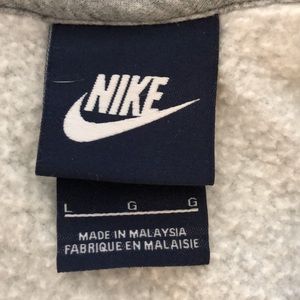 NIKE
L G G
MADE IN MALAYSIA
FABRIQUE EN MALAISIE